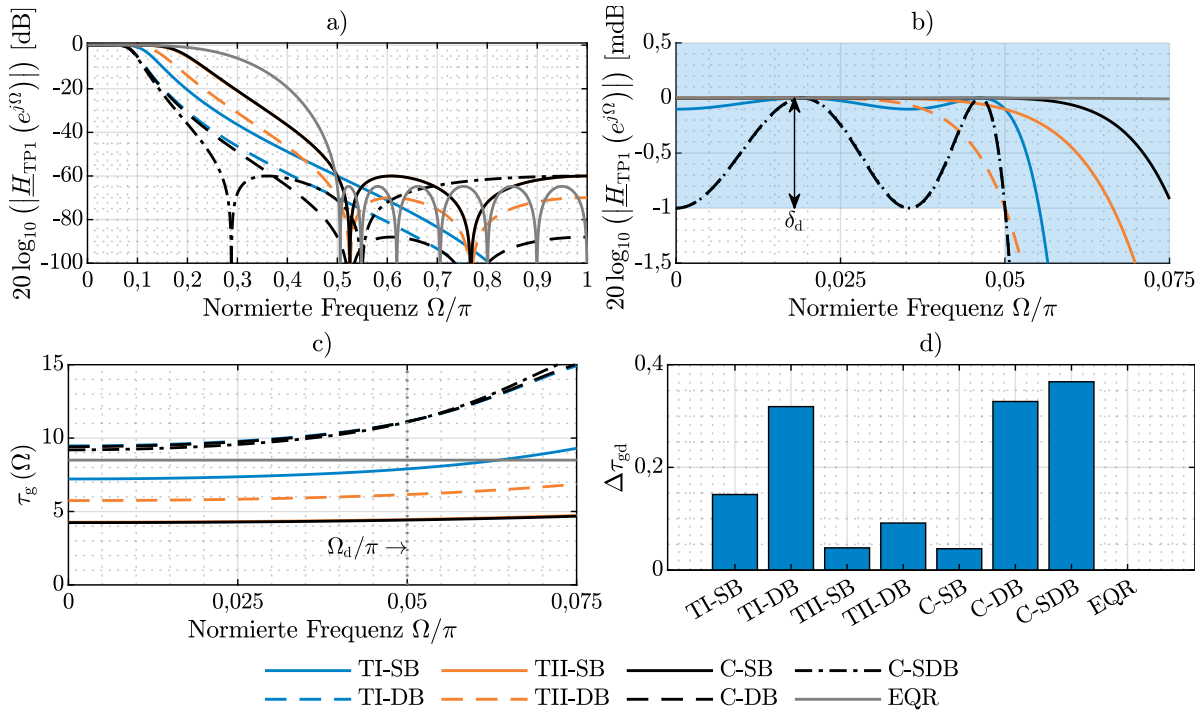 a)
20 log10 (|H_TP1 (e^jΩ)|) [dB]
0
-20
-40
-60
-80
-100
0 0,1 0,2 0,3 0,4 0,5 0,6 0,7 0,8 0,9 1
Normierte Frequenz Ω/π
b)
20 log10 (|H_TP1 (e^jΩ)|) [mdB]
0,5
0
-0,5
-1
-1,5
δd
0 0,025 0,05 0,075
Normierte Frequenz Ω/π
c)
τg (Ω)
15
10
5
0
Ωd/π →
0 0,025 0,05 0,075
Normierte Frequenz Ω/π
d)
Δτgd
0,4
0,2
0
TI-SB TI-DB TII-SB TII-DB C-SB C-DB C-SDB EQR
TI-SB TII-SB C-SB C-SDB
TI-DB TII-DB C-DB EQR